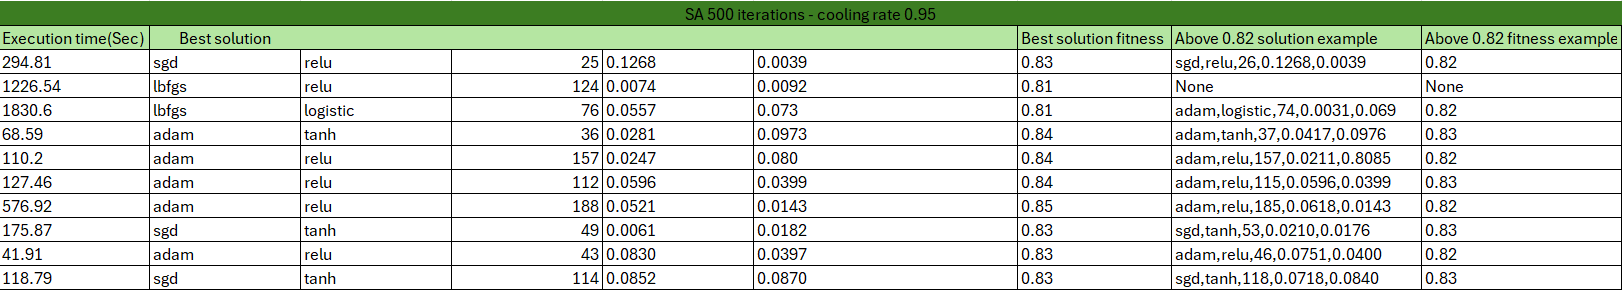 SA 500 iterations - cooling rate 0.95
Execution time(Sec) Best solution Best solution fitness Above 0.82 solution example Above 0.82 fitness example
294.81 sgd relu 25 0.1268 0.0039 0.83 sgd,relu,26,0.1268,0.0039 0.82
1226.54 lbfgs relu 124 0.0074 0.0092 0.81 None None
1830.6 lbfgs logistic 76 0.0557 0.073 0.81 adam,logistic,74,0.0031,0.069 0.82
68.59 adam tanh 36 0.0281 0.0973 0.84 adam,tanh,37,0.0417,0.0976 0.83
110.2 adam relu 157 0.0247 0.080 0.84 adam,relu,157,0.0211,0.8085 0.82
127.46 adam relu 112 0.0596 0.0399 0.84 adam,relu,115,0.0596,0.0399 0.83
576.92 adam relu 188 0.0521 0.0143 0.85 adam,relu,185,0.0618,0.0143 0.82
175.87 sgd tanh 49 0.0061 0.0182 0.83 sgd,tanh,53,0.0210,0.0176 0.83
41.91 adam relu 43 0.0830 0.0397 0.83 adam,relu,46,0.0751,0.0400 0.82
118.79 sgd tanh 114 0.0852 0.0870 0.83 sgd,tanh,118,0.0718,0.0840 0.83